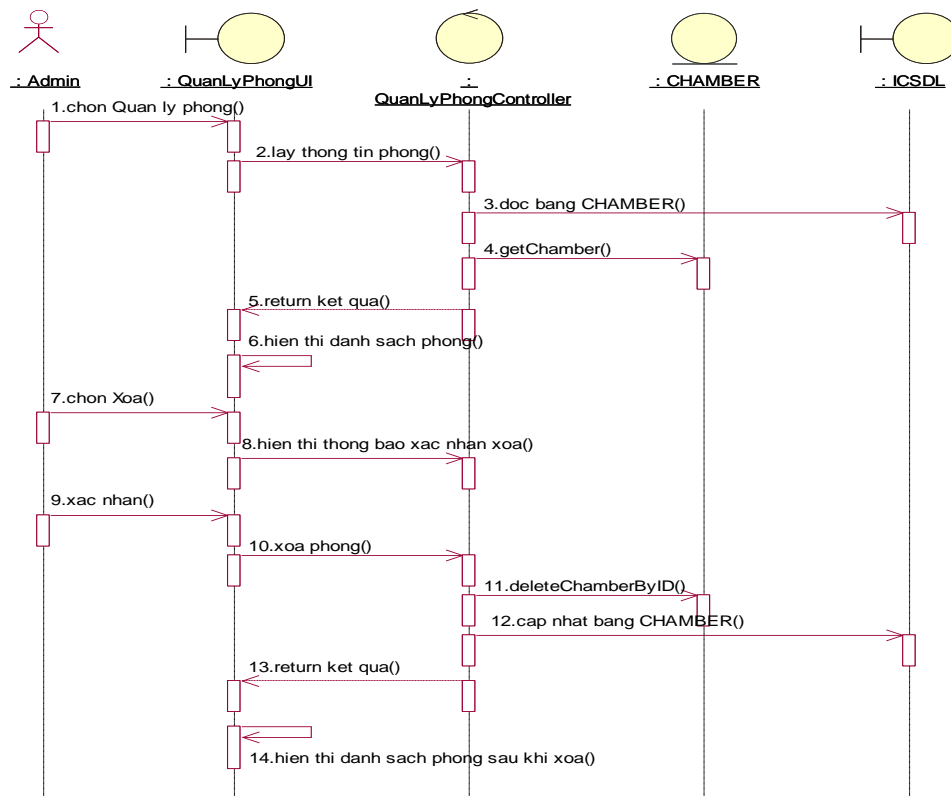 : Admin
: QuanLyPhongUI
:
QuanLyPhongController
: CHAMBER
: ICSDL
1.chon Quan ly phong()
2.lay thong tin phong()
3.doc bang CHAMBER()
4.getChamber()
5.return ket qua()
6.hien thi danh sach phong()
7.chon Xoa()
8.hien thi thong bao xac nhan xoa()
9.xac nhan()
10.xoa phong()
11.deleteChamberByID()
12.cap nhat bang CHAMBER()
13.return ket qua()
14.hien thi danh sach phong sau khi xoa()